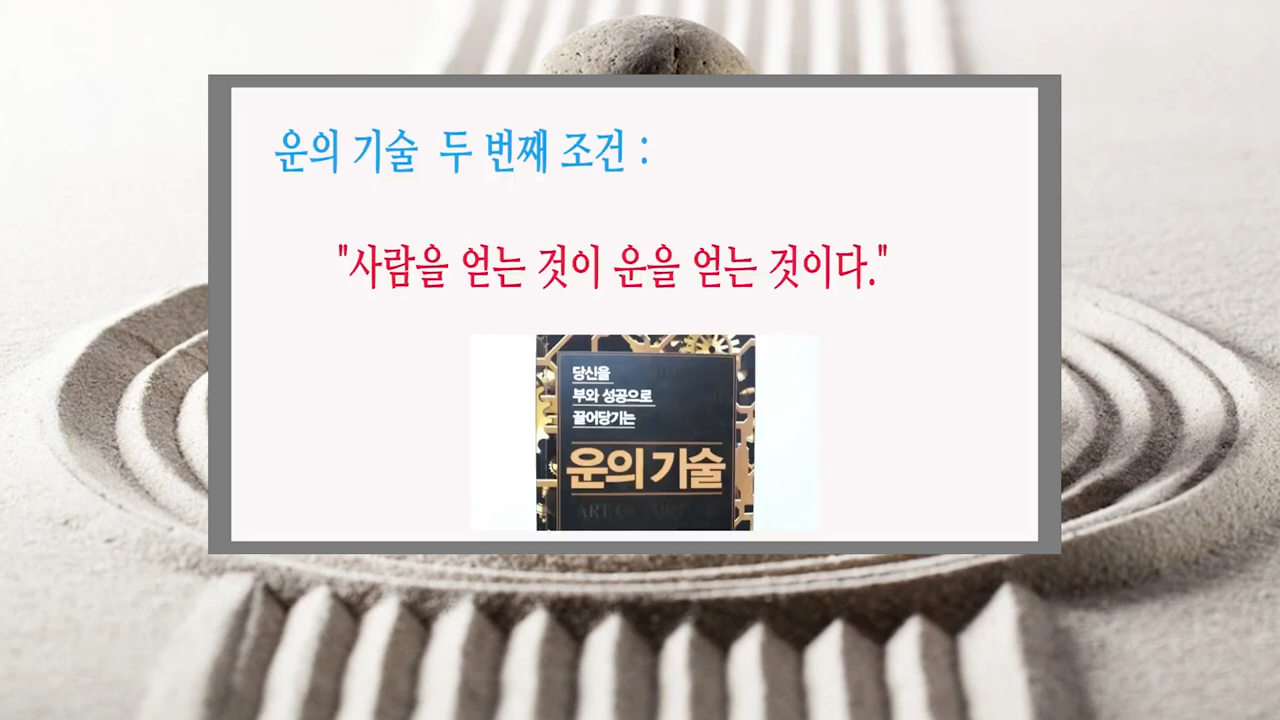 운의 기술 두 번째 조건 :
"사람을 얻는 것이 운을 얻는 것이다."
당신을
부와 성공으로
끌어당기는
운의 기술
ART OF